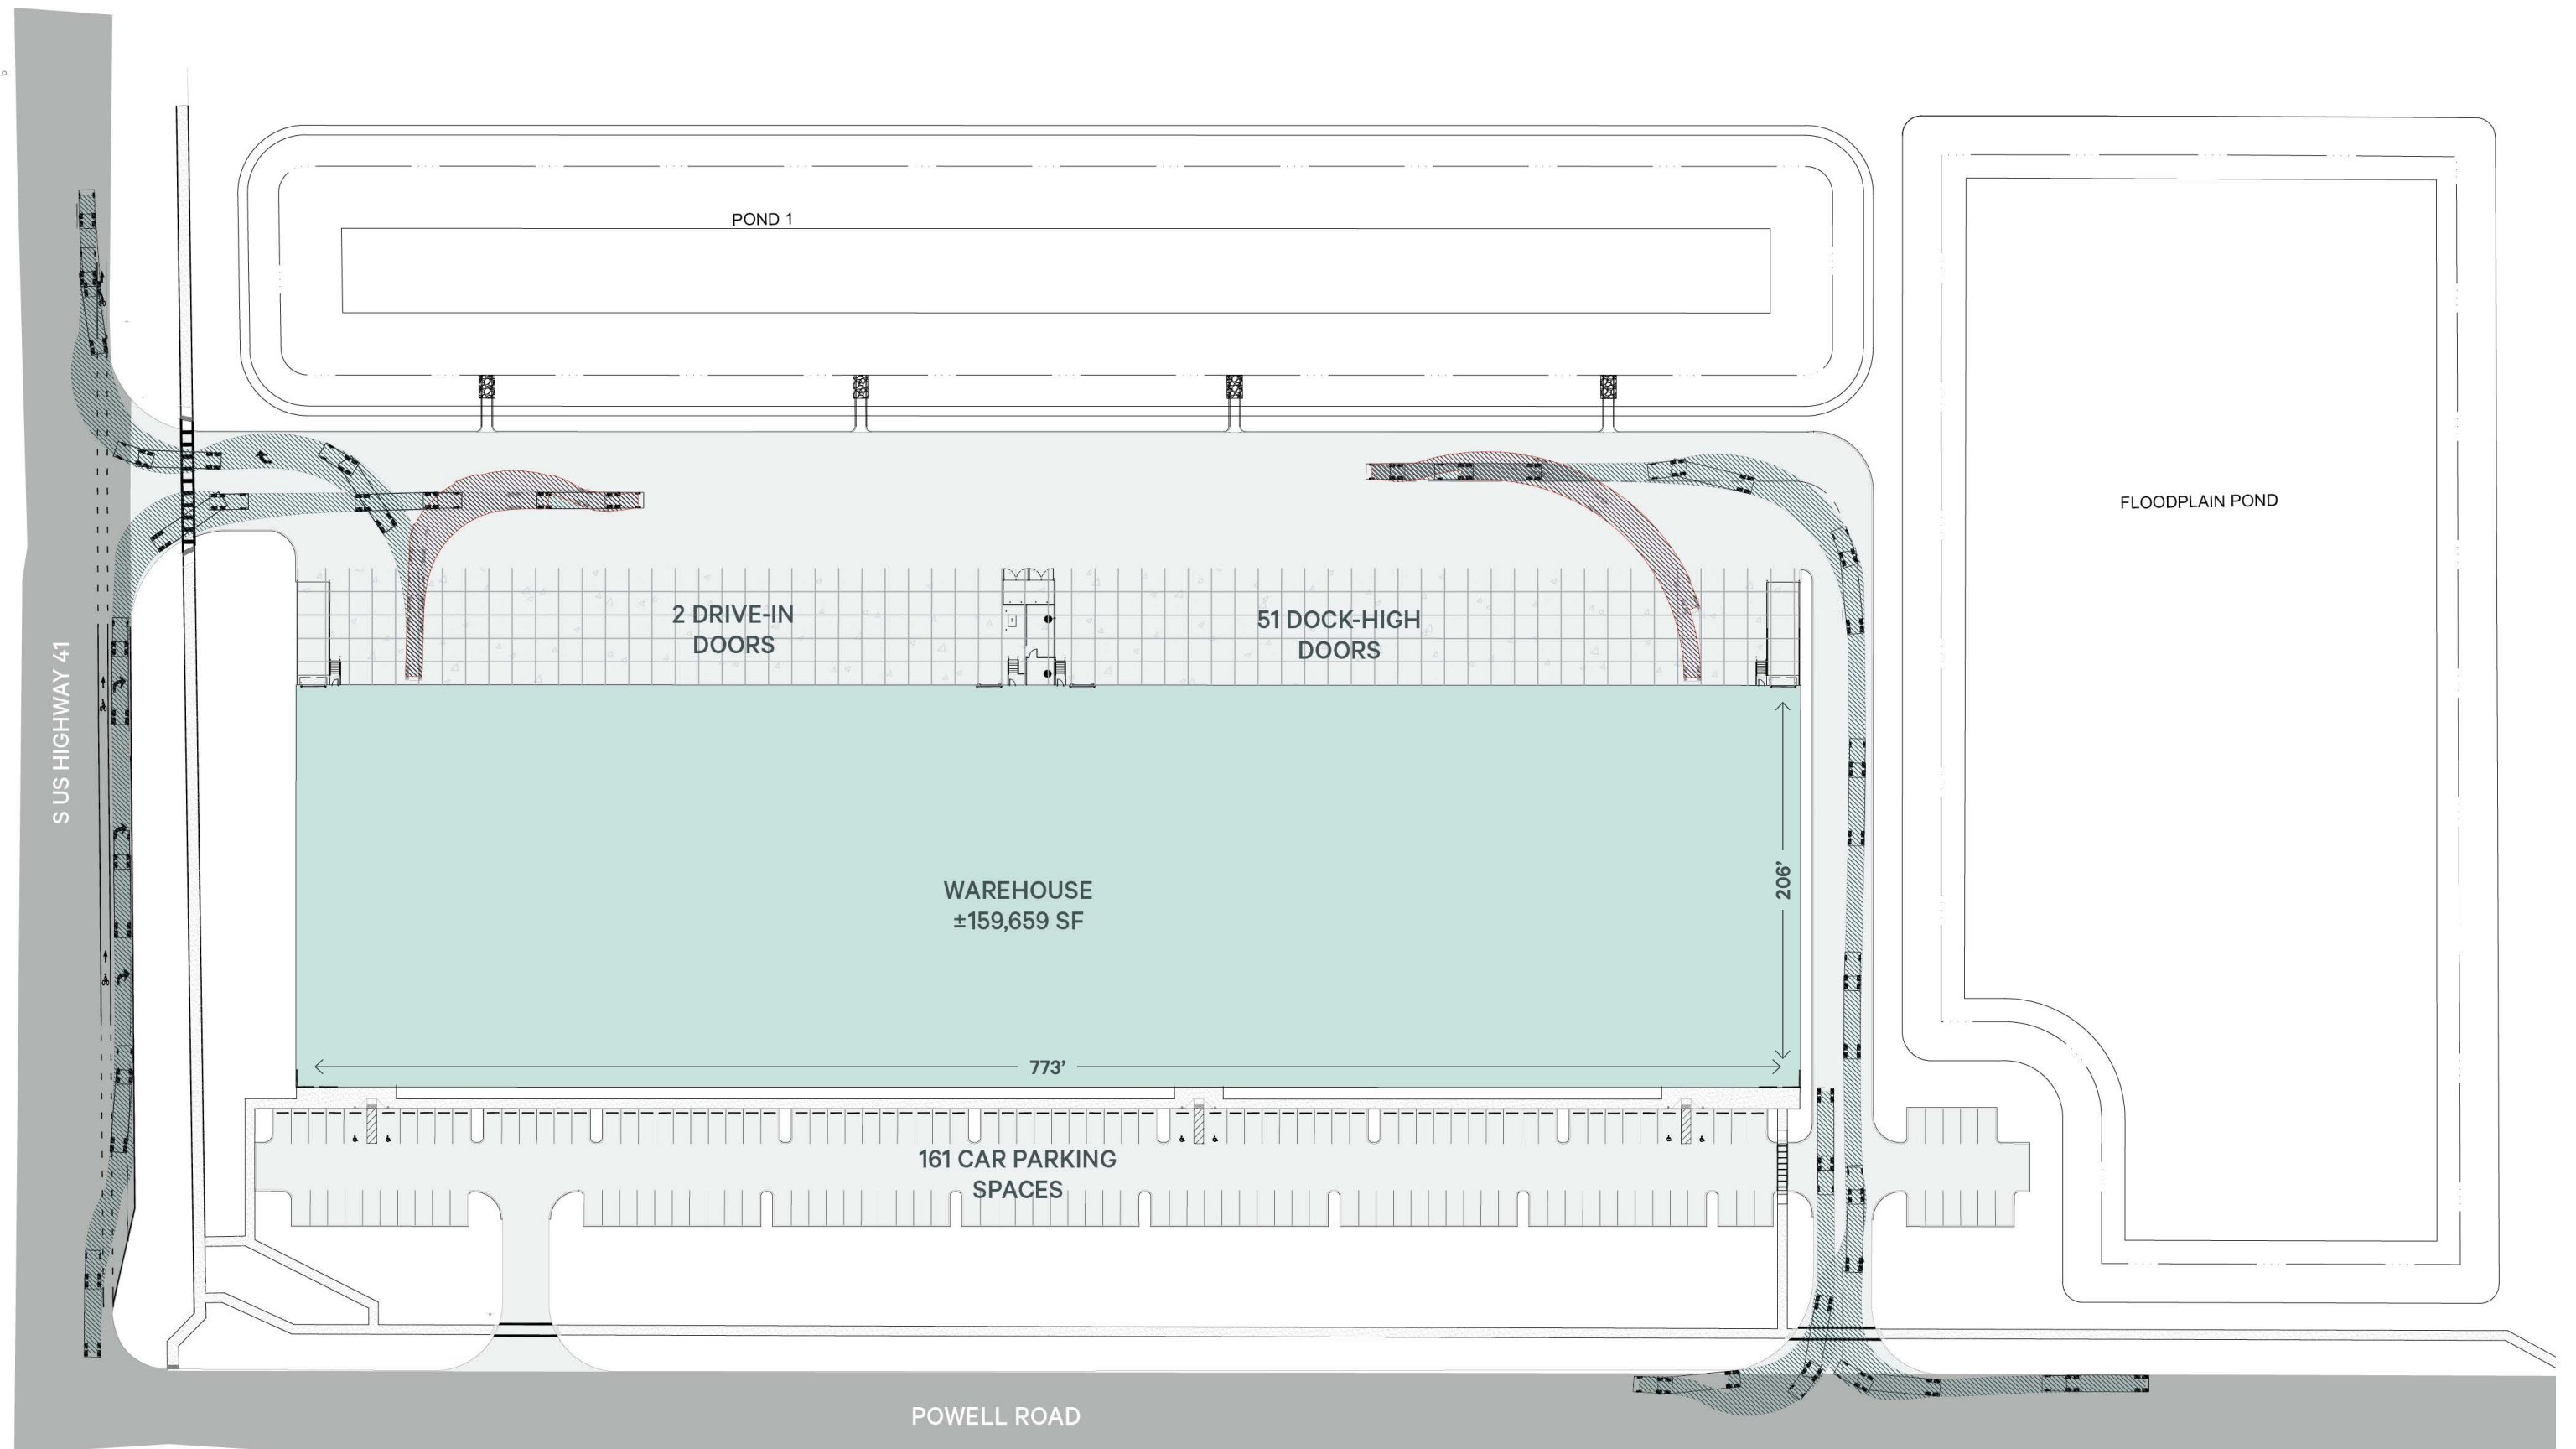 POND 1
FLOODPLAIN POND
2 DRIVE-IN
DOORS
51 DOCK-HIGH
DOORS
S US HIGHWAY 41
WAREHOUSE
±159,659 SF
206’
773’
161 CAR PARKING
SPACES
POWELL ROAD